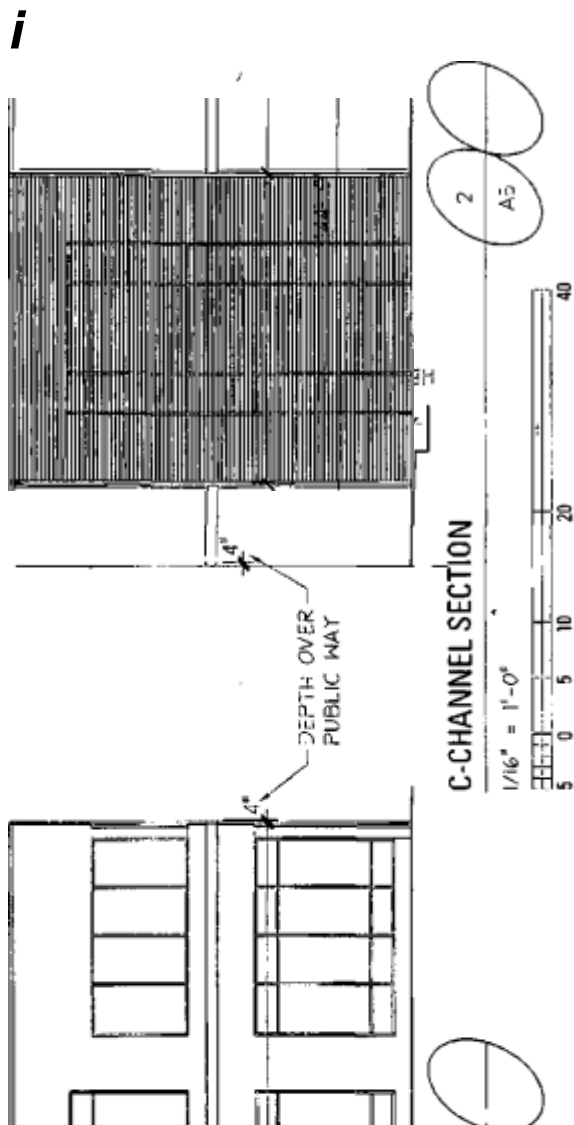 i
4"
DEPTH OVER
PUBLIC WAY
4"
C-CHANNEL SECTION
1/16" = 1'-0"
2
A5
5 0 5 10 20 40